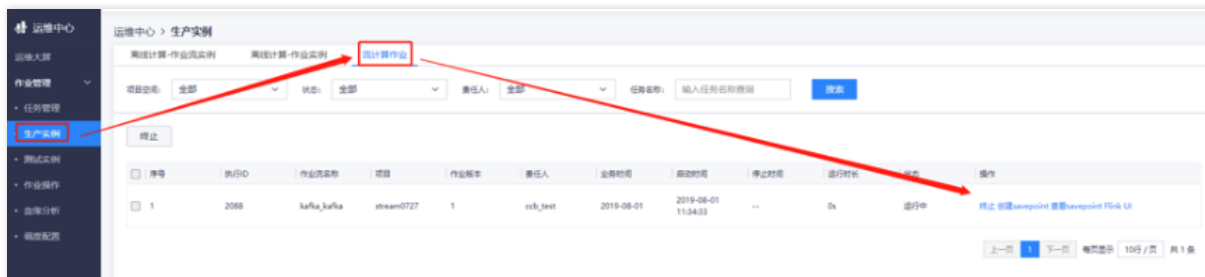 运维中心
运维大屏
作业管理
• 任务管理
• 生产实例
• 测试实例
• 作业操作
• 血缘分析
• 调度配置
运维中心 > 生产实例
离线计算-作业流实例 离线计算-作业实例 流计算作业
项目空间: 全部 状态: 全部 责任人: 全部 任务名称: 输入任务名称查询 搜索
终止
序号 执行ID 作业流名称 项目 作业版本 责任人 业务时间 启动时间 停止时间 运行时长 状态 操作
1 2088 kafka_kafka stream0727 1 ccb_test 2019-08-01 2019-08-01 11:34:33 -- 0s 运行中 终止 创建savepoint 查看savepoint Flink UI
上一页 1 下一页 每页显示 10行 / 页 共 1 条